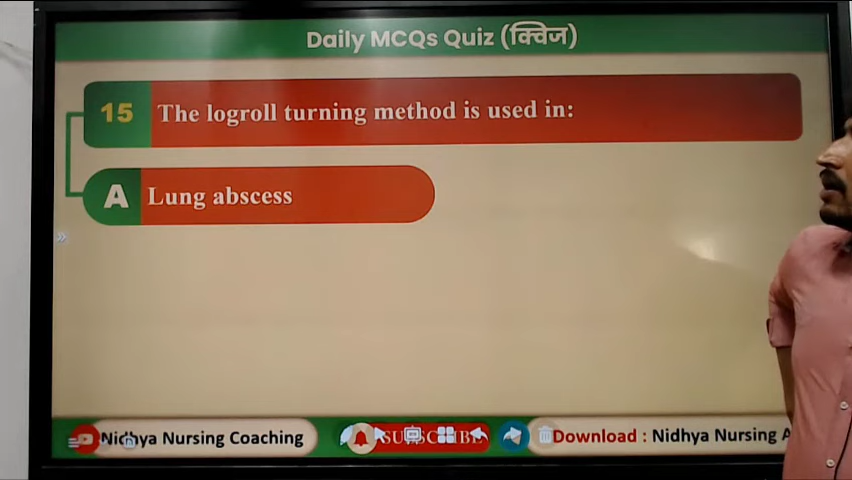 Daily MCQs Quiz (क्विज)
15 The logroll turning method is used in:
A Lung abscess
Nidhya Nursing Coaching
SUBSCRIBE
Download : Nidhya Nursing